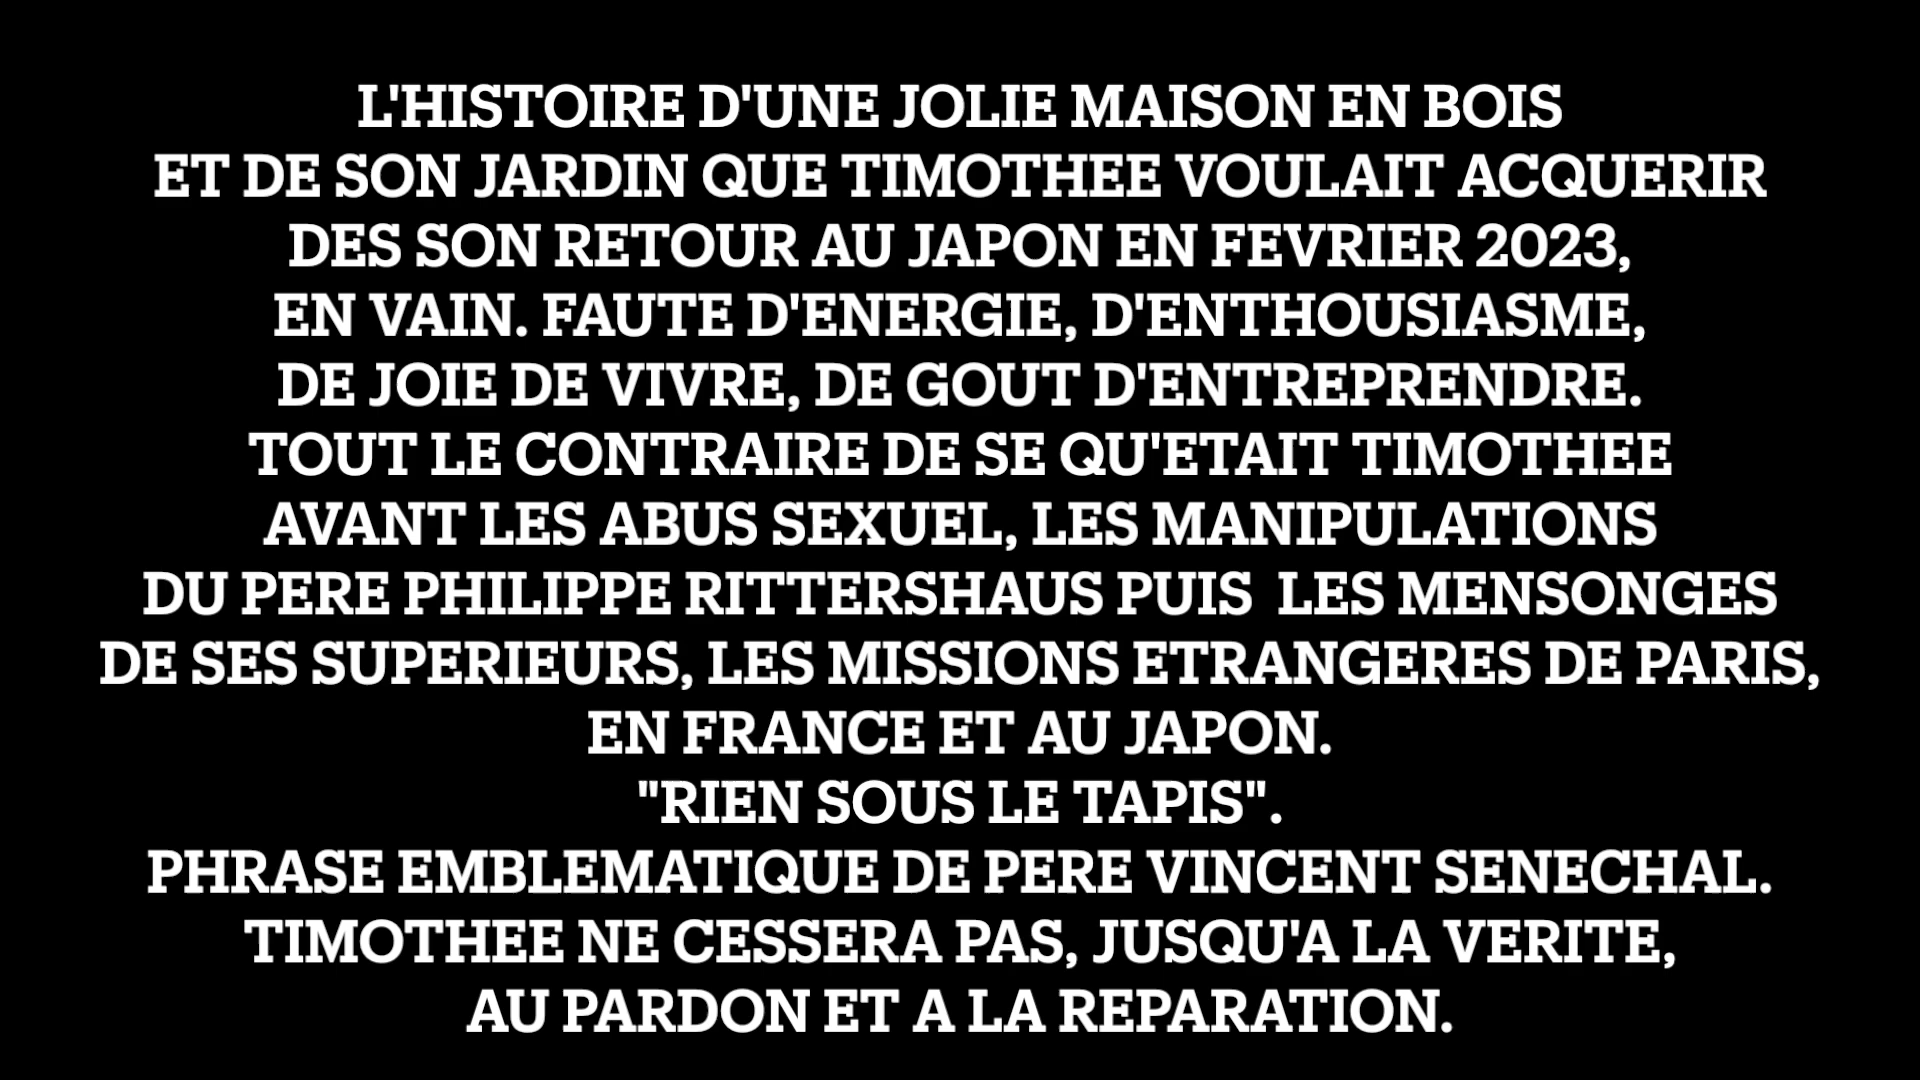 L'HISTOIRE D'UNE JOLIE MAISON EN BOIS
ET DE SON JARDIN QUE TIMOTHEE VOULAIT ACQUERIR
DES SON RETOUR AU JAPON EN FEVRIER 2023,
EN VAIN. FAUTE D'ENERGIE, D'ENTHOUSIASME,
DE JOIE DE VIVRE, DE GOUT D'ENTREPRENDRE.
TOUT LE CONTRAIRE DE SE QU'ETAIT TIMOTHEE
AVANT LES ABUS SEXUEL, LES MANIPULATIONS
DU PERE PHILIPPE RITTERSHAUS PUIS  LES MENSONGES
DE SES SUPERIEURS, LES MISSIONS ETRANGERES DE PARIS,
EN FRANCE ET AU JAPON.
"RIEN SOUS LE TAPIS".
PHRASE EMBLEMATIQUE DE PERE VINCENT SENECHAL.
TIMOTHEE NE CESSERA PAS, JUSQU'A LA VERITE,
AU PARDON ET A LA REPARATION.